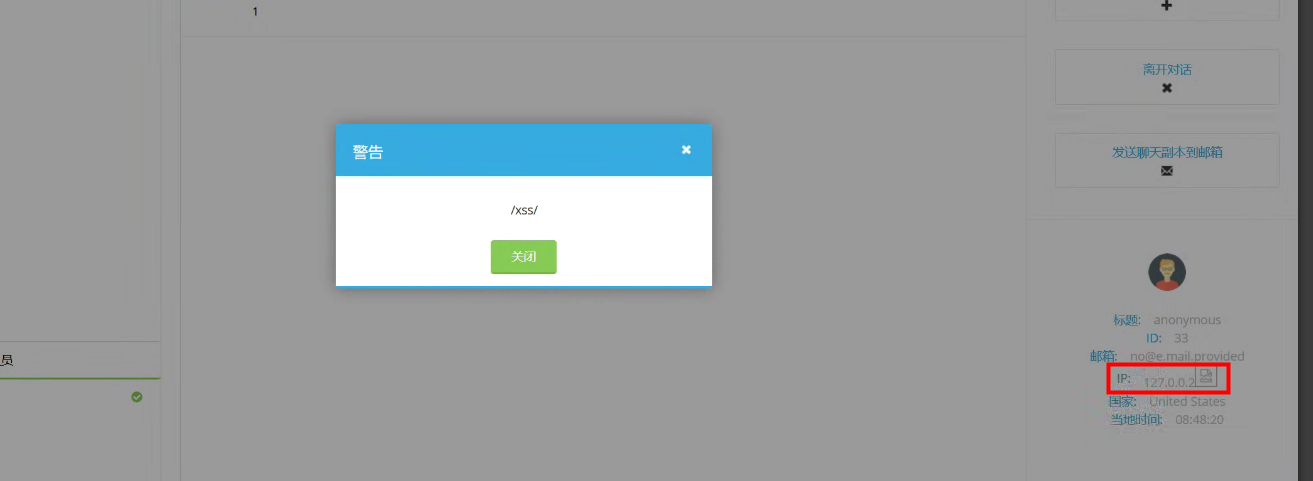 1
离开对话
发送聊天副本到邮箱
警告
/xss/
关闭
标题: anonymous
ID: 33
邮箱: no@e.mail.provided
IP: 127.0.0.2
国家: United States
当地时间: 08:48:20
员